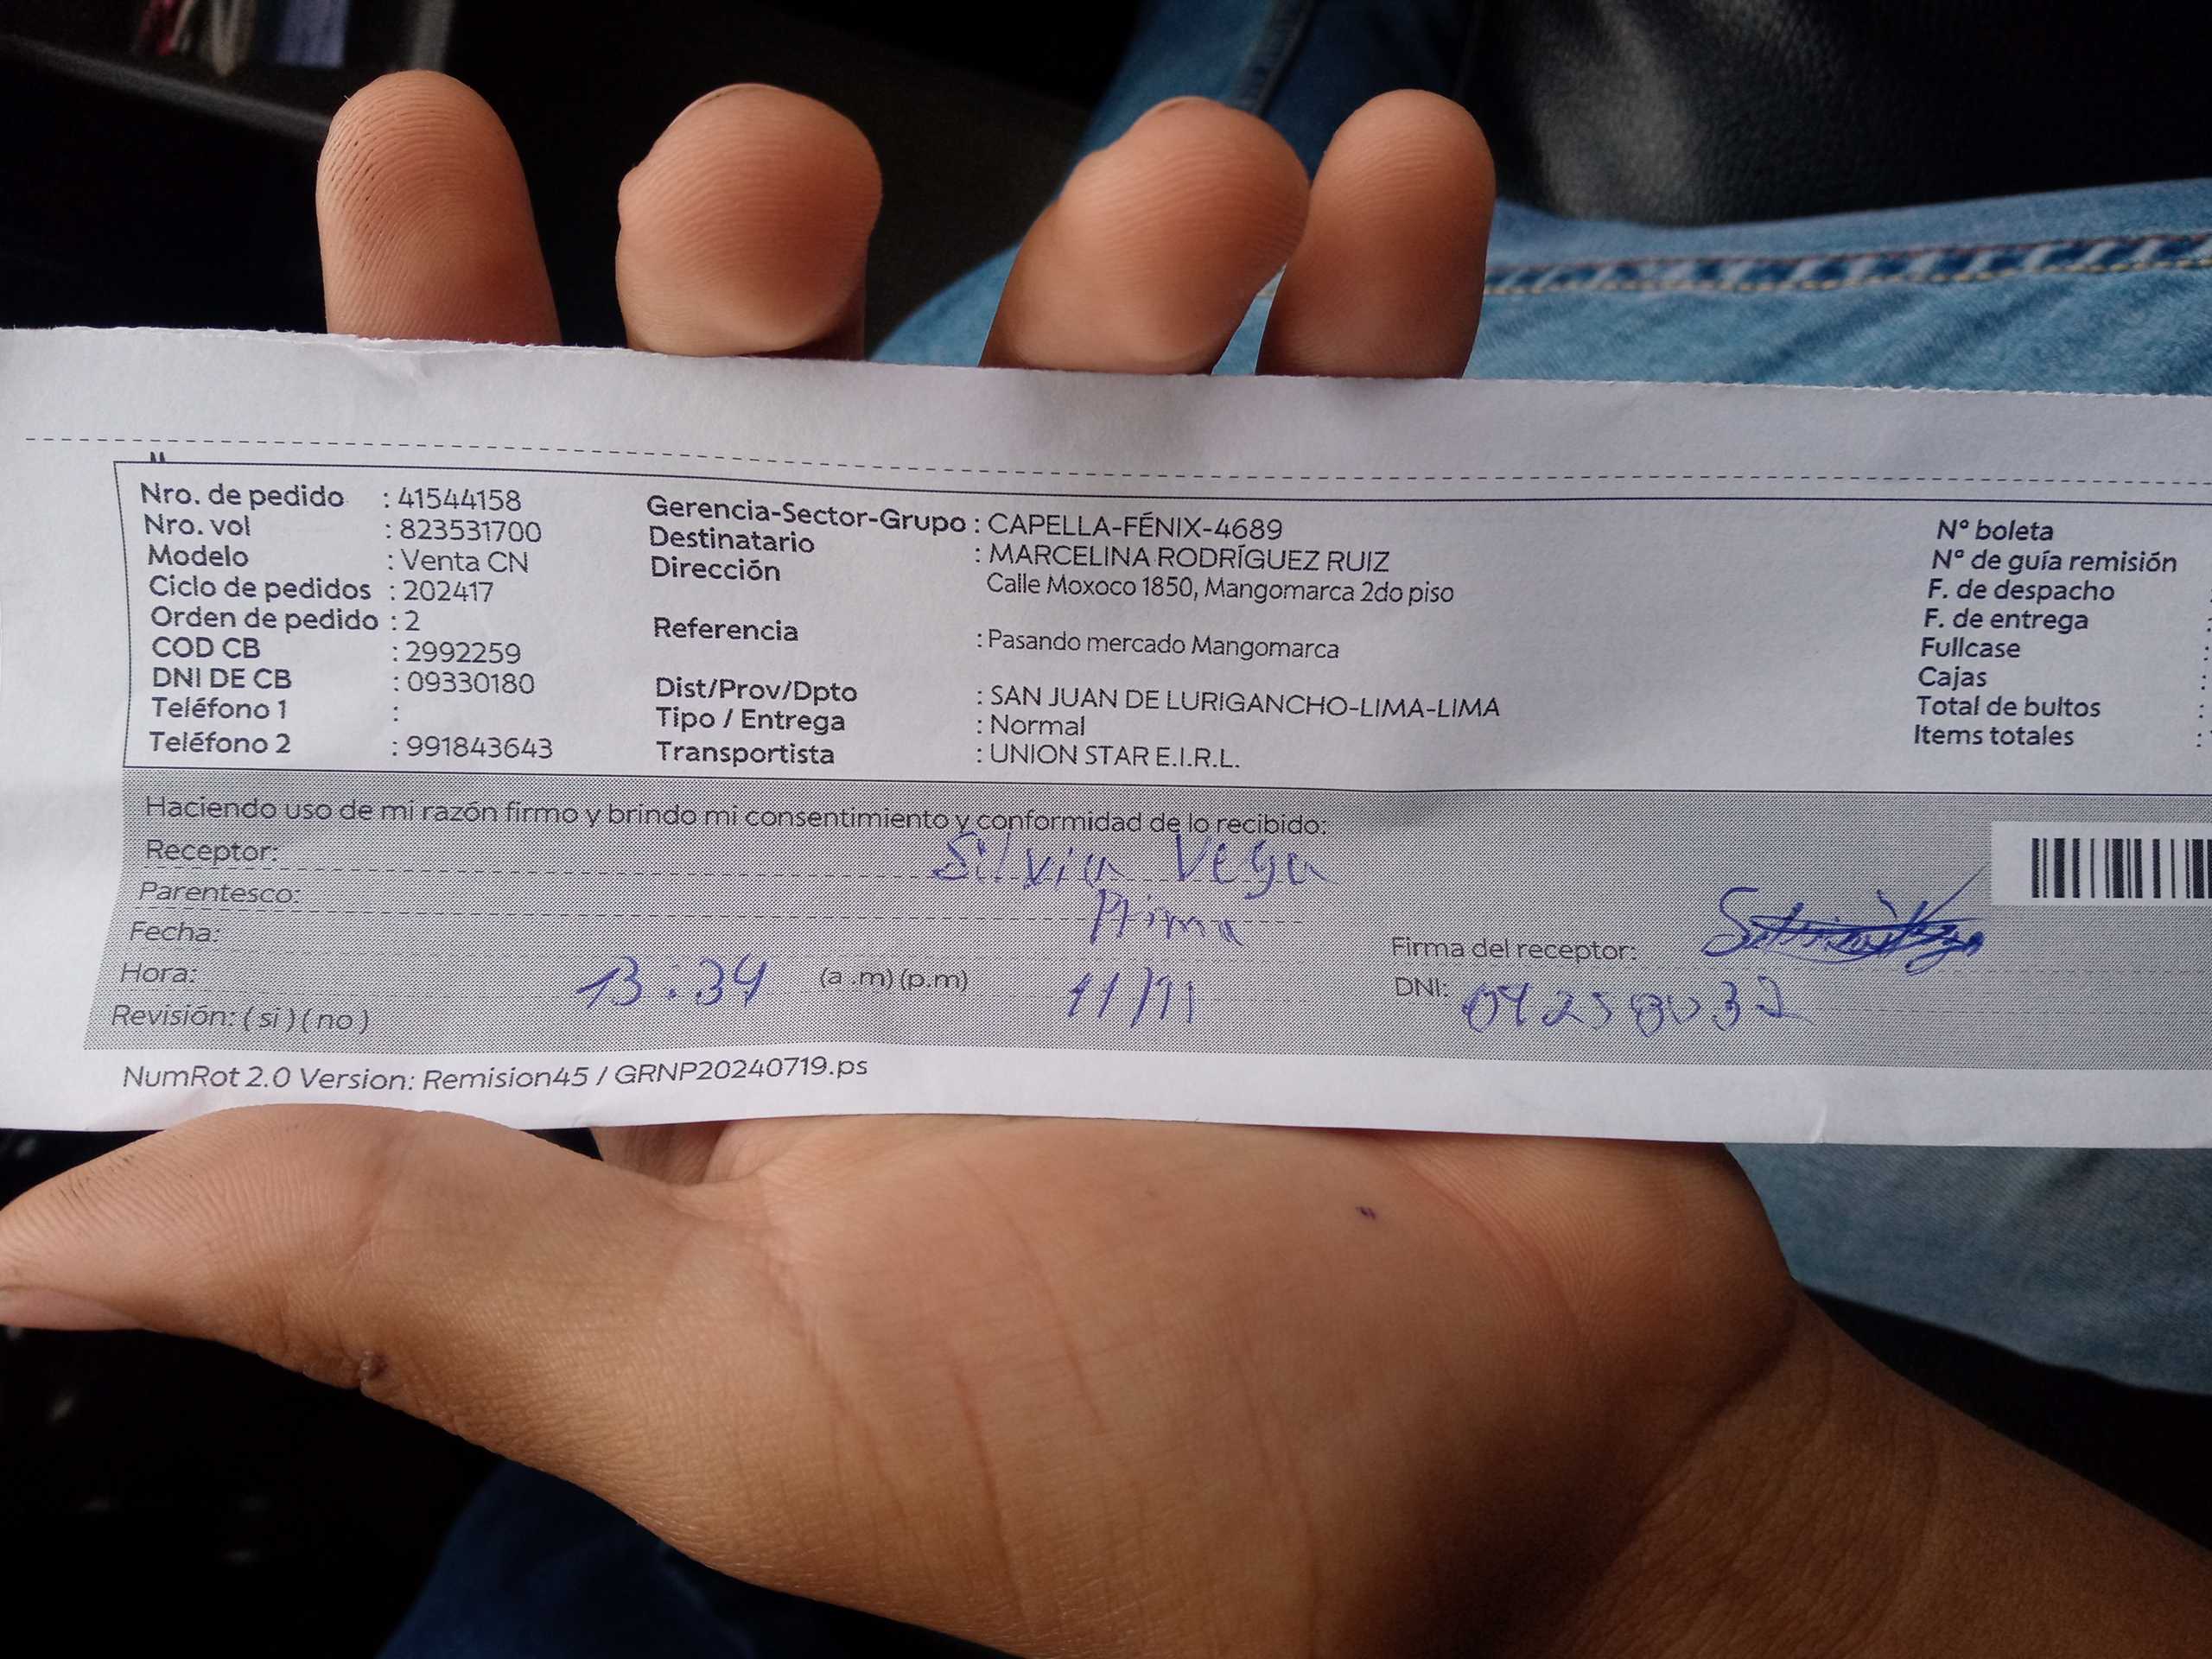 Nro. de pedido : 41544158
Nro. vol : 823531700
Modelo : Venta CN
Ciclo de pedidos : 202417
Orden de pedido : 2
COD CB : 2992259
DNI DE CB : 09330180
Teléfono 1 :
Teléfono 2 : 991843643
Gerencia-Sector-Grupo : CAPELLA-FÉNIX-4689
Destinatario : MARCELINA RODRÍGUEZ RUIZ
Dirección Calle Moxoco 1850, Mangomarca 2do piso
Referencia : Pasando mercado Mangomarca
Dist/Prov/Dpto : SAN JUAN DE LURIGANCHO-LIMA-LIMA
Tipo / Entrega : Normal
Transportista : UNION STAR E.I.R.L.
N° boleta
N° de guía remisión
F. de despacho
F. de entrega :
Fullcase :
Cajas :
Total de bultos :
Items totales :
Haciendo uso de mi razón firmo y brindo mi consentimiento y conformidad de lo recibido:
Receptor: Silvia Vega
Parentesco: Prima
Fecha:
Hora: 13:34 (a .m) (p.m) 11/11
Revisión: ( si ) ( no )
Firma del receptor:
DNI:
NumRot 2.0 Version: Remision45 / GRNP20240719.ps